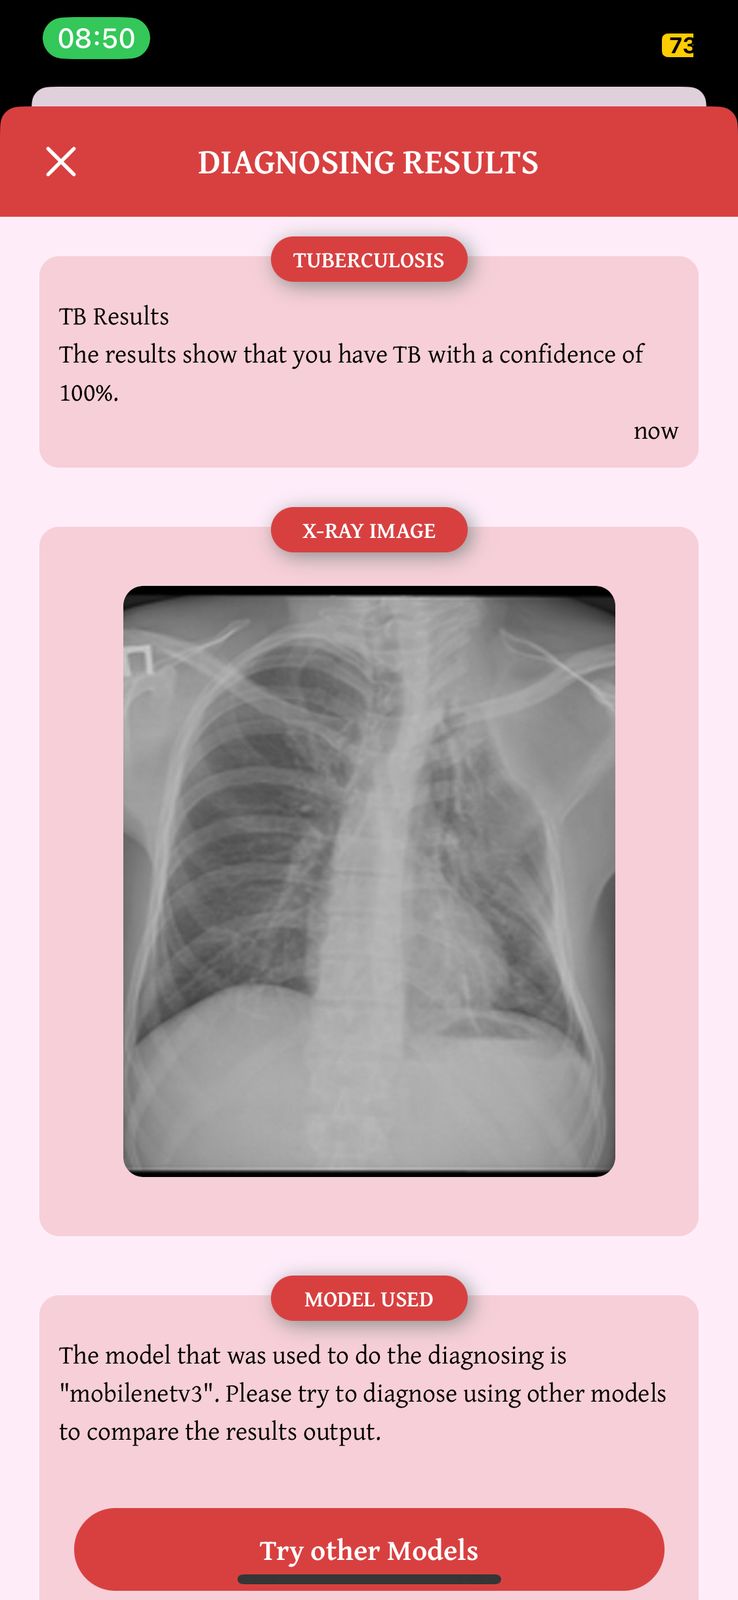 08:50
73
DIAGNOSING RESULTS
TUBERCULOSIS
TB Results
The results show that you have TB with a confidence of
100%.
now
X-RAY IMAGE
MODEL USED
The model that was used to do the diagnosing is
"mobilenetv3". Please try to diagnose using other models
to compare the results output.
Try other Models